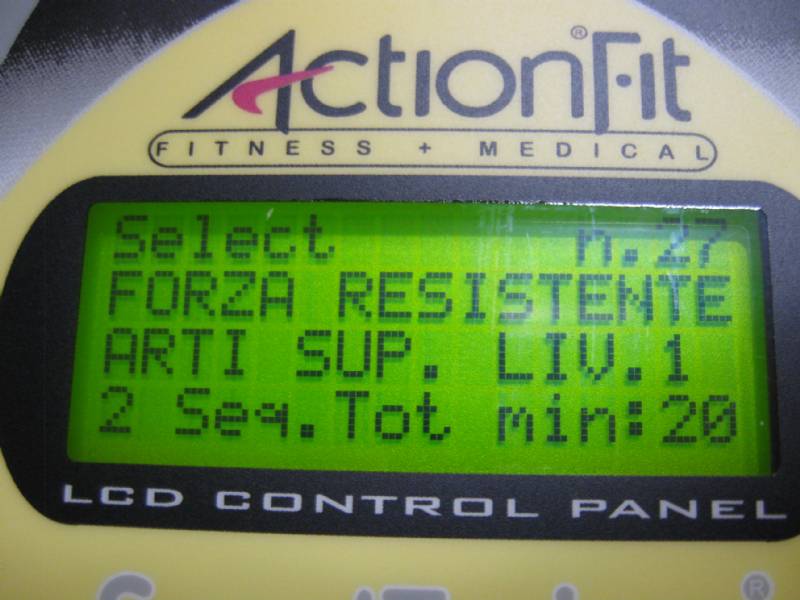 ActionFit®
FITNESS + MEDICAL
Select n.27
FORZA RESISTENTE
ARTI SUP. LIV.1
2 Seq.Tot min:20
LCD CONTROL PANEL
®